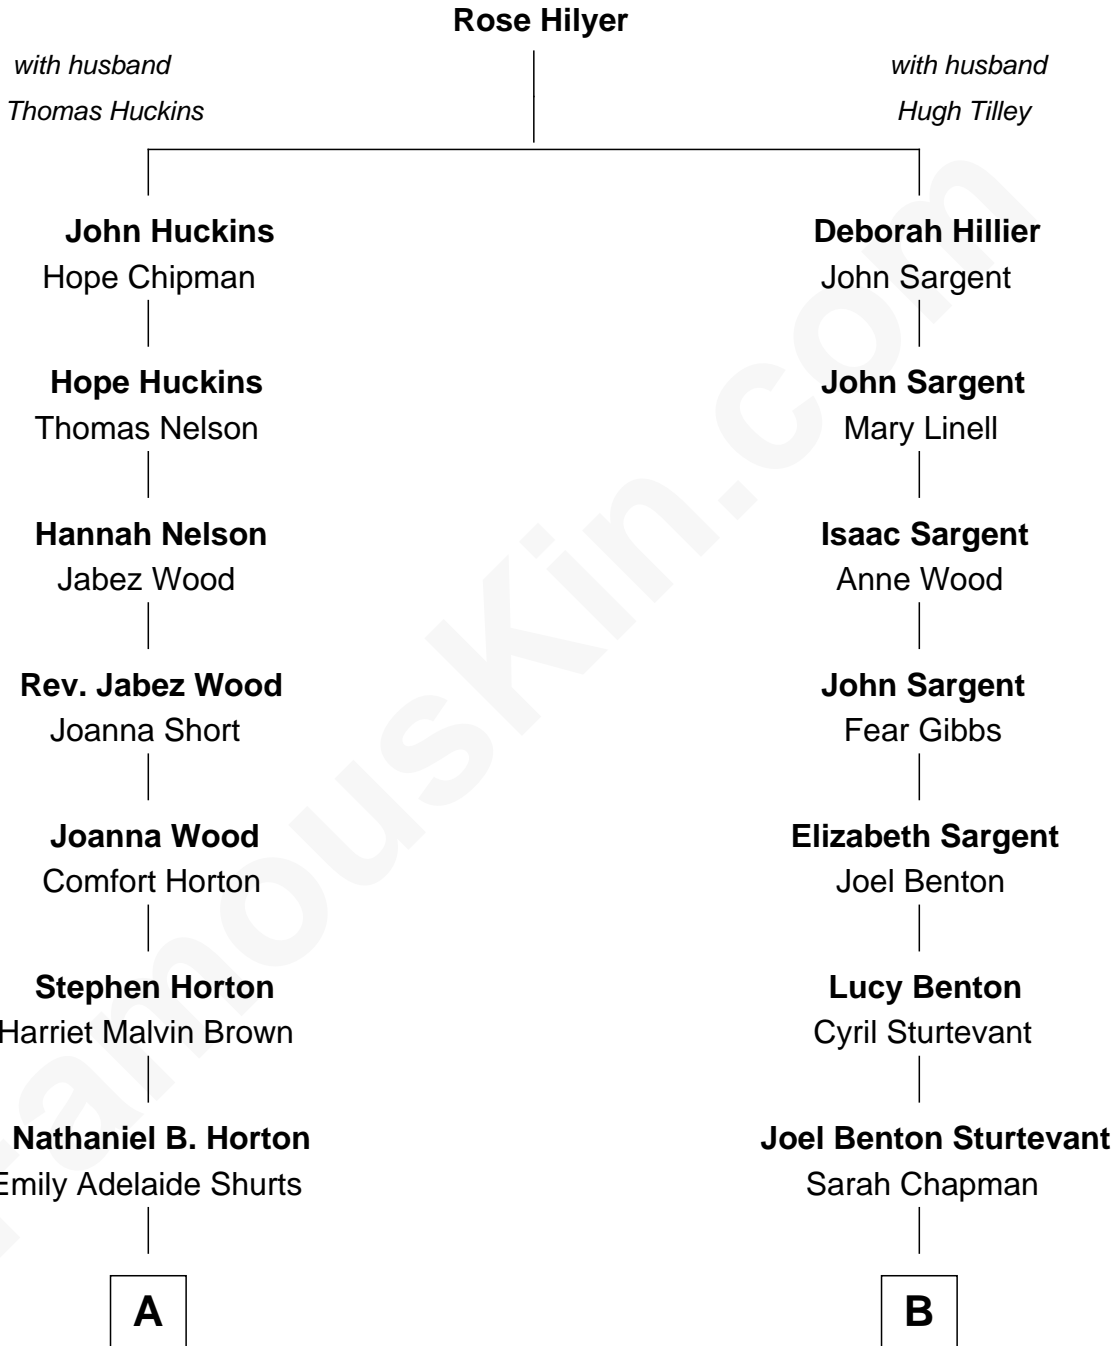 Rose Hilyer
with husband
Thomas Huckins
with husband
Hugh Tilley
John Huckins
Hope Chipman
Deborah Hillier
John Sargent
Hope Huckins
Thomas Nelson
John Sargent
Mary Linell
Hannah Nelson
Jabez Wood
Isaac Sargent
Anne Wood
Rev. Jabez Wood
Joanna Short
John Sargent
Fear Gibbs
Joanna Wood
Comfort Horton
Elizabeth Sargent
Joel Benton
Stephen Horton
Harriet Malvin Brown
Lucy Benton
Cyril Sturtevant
Nathaniel B. Horton
Emily Adelaide Shurts
Joel Benton Sturtevant
Sarah Chapman
A
B
FamousKin.com